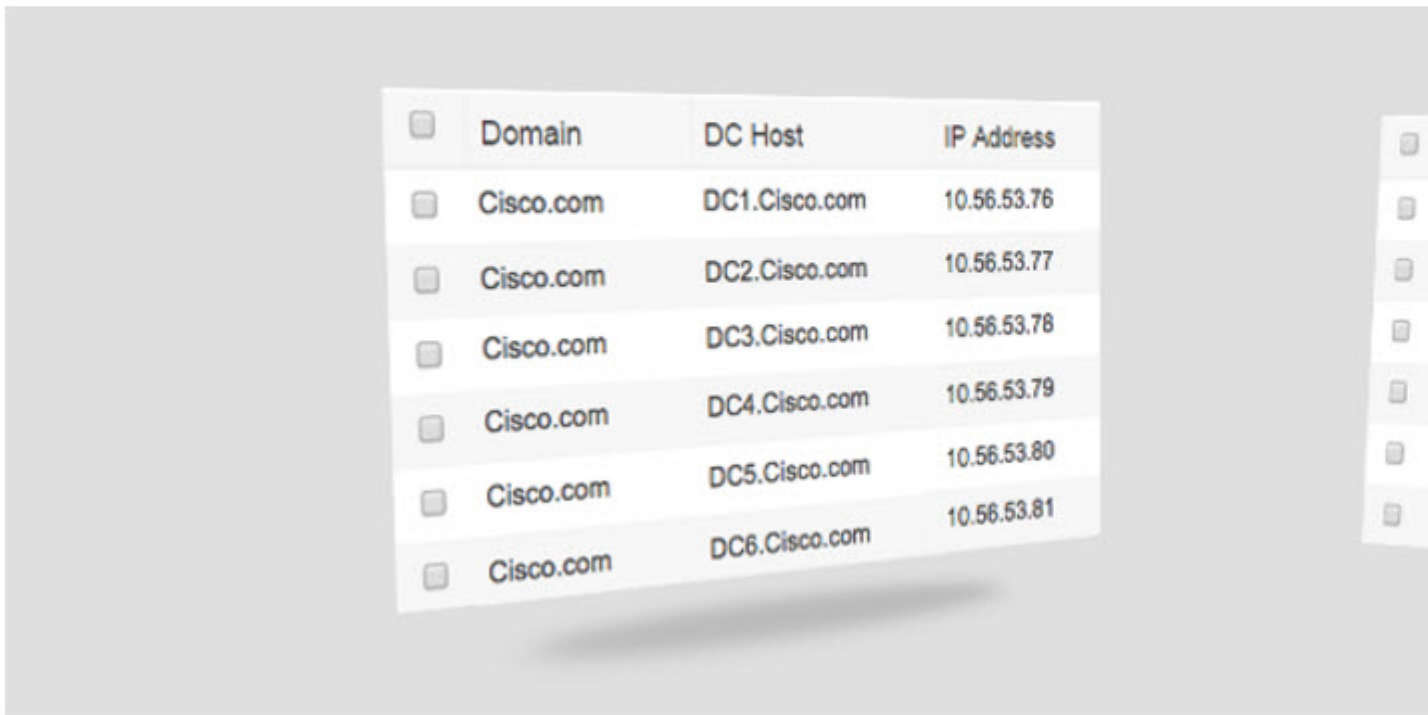 Domain DC Host IP Address
Cisco.com DC1.Cisco.com 10.56.53.76
Cisco.com DC2.Cisco.com 10.56.53.77
Cisco.com DC3.Cisco.com 10.56.53.78
Cisco.com DC4.Cisco.com 10.56.53.79
Cisco.com DC5.Cisco.com 10.56.53.80
Cisco.com DC6.Cisco.com 10.56.53.81